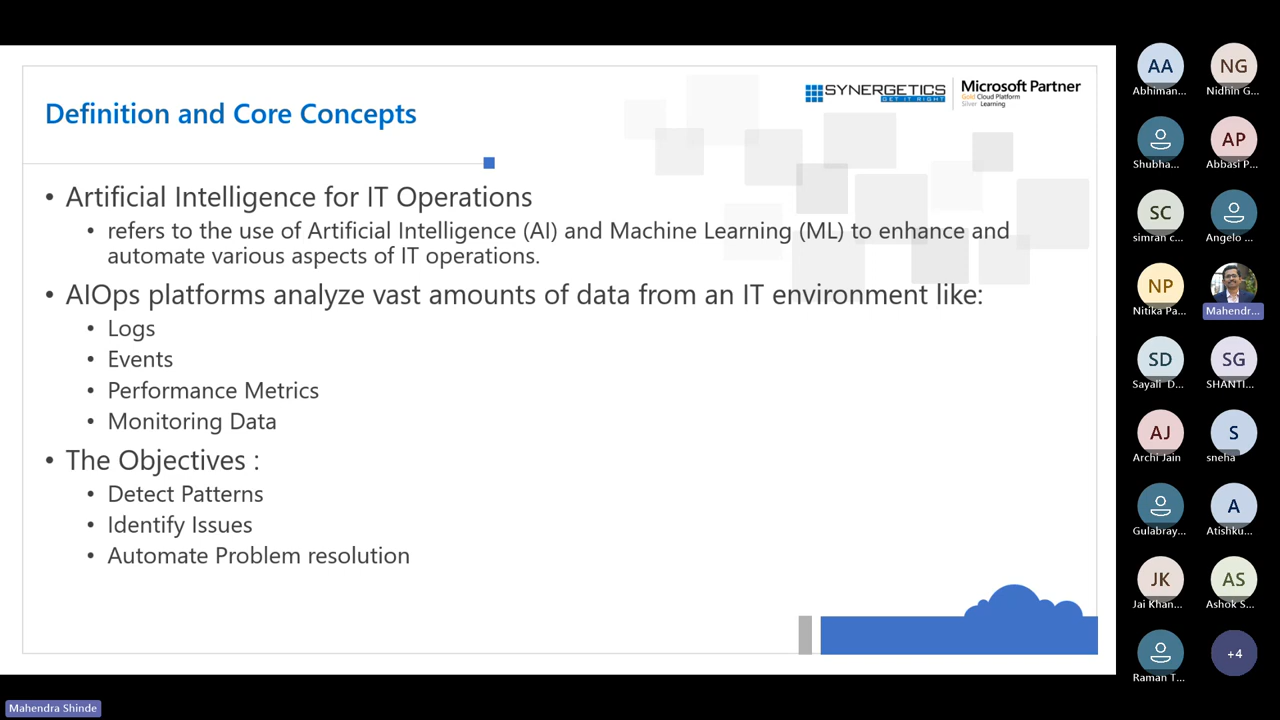 Definition and Core Concepts
SYNERGETICS
GET IT RIGHT
Microsoft Partner
Gold Cloud Platform
Silver Learning
• Artificial Intelligence for IT Operations
• refers to the use of Artificial Intelligence (AI) and Machine Learning (ML) to enhance and
automate various aspects of IT operations.
• AIOps platforms analyze vast amounts of data from an IT environment like:
• Logs
• Events
• Performance Metrics
• Monitoring Data
• The Objectives :
• Detect Patterns
• Identify Issues
• Automate Problem resolution
AA
Abhiman...
NG
Nidhin G...
Shubha...
AP
Abbasi P...
SC
simran c...
Angelo ...
NP
Nitika Pa...
Mahendr...
SD
Sayali D...
SG
SHANTI...
AJ
Archi Jain
S
sneha
Gulabray...
A
Atishku...
JK
Jai Khan...
AS
Ashok S...
Raman T...
+4
Mahendra Shinde